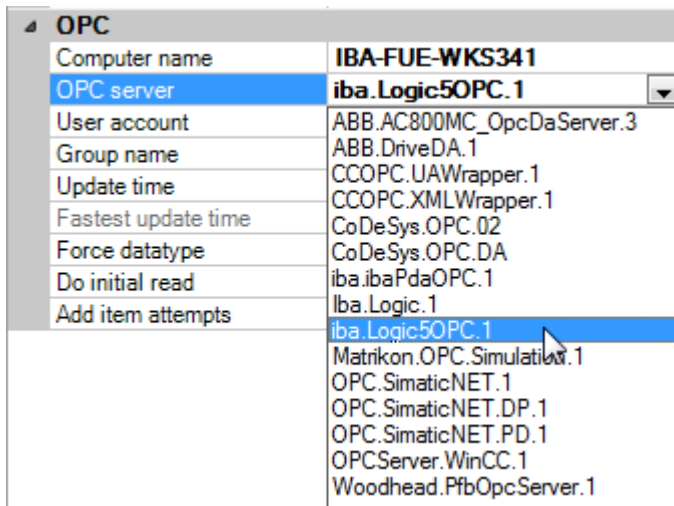 OPC
Computer name IBA-FUE-WKS341
OPC server iba.Logic5OPC.1
User account
Group name
Update time
Fastest update time
Force datatype
Do initial read
Add item attempts
ABB.AC800MC_OpcDaServer.3
ABB.DriveDA.1
CCOPC.UAWrapper.1
CCOPC.XMLWrapper.1
CoDeSys.OPC.02
CoDeSys.OPC.DA
iba.ibaPdaOPC.1
Iba.Logic.1
iba.Logic5OPC.1
Matrikon.OPC.Simulation.1
OPC.SimaticNET.1
OPC.SimaticNET.DP.1
OPC.SimaticNET.PD.1
OPCServer.WinCC.1
Woodhead.PfbOpcServer.1